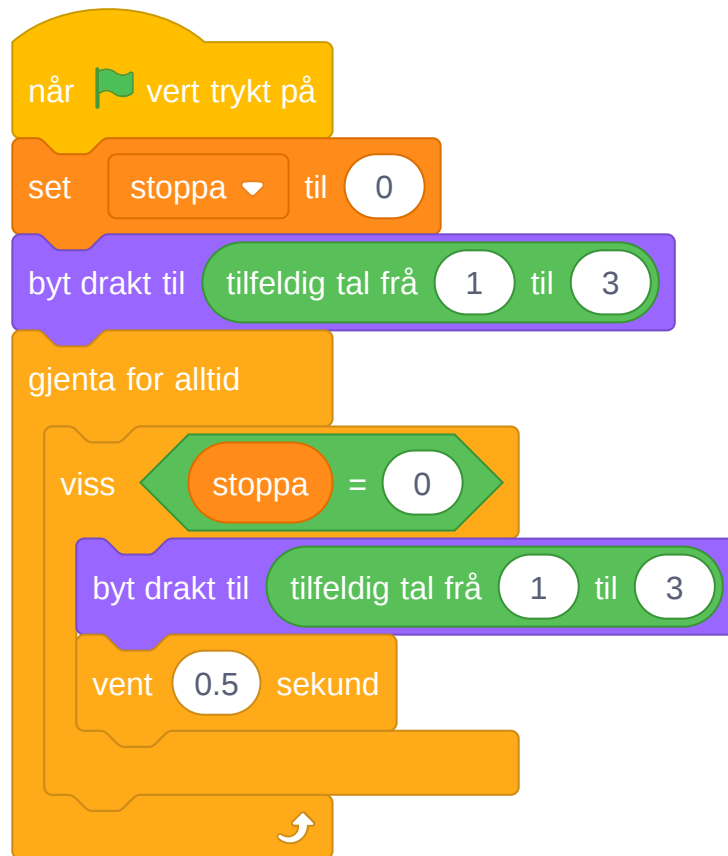 når vert trykt på
set stoppa til 0
byt drakt til tilfeldig tal frå 1 til 3
gjenta for alltid
viss stoppa = 0
byt drakt til tilfeldig tal frå 1 til 3
vent 0.5 sekund